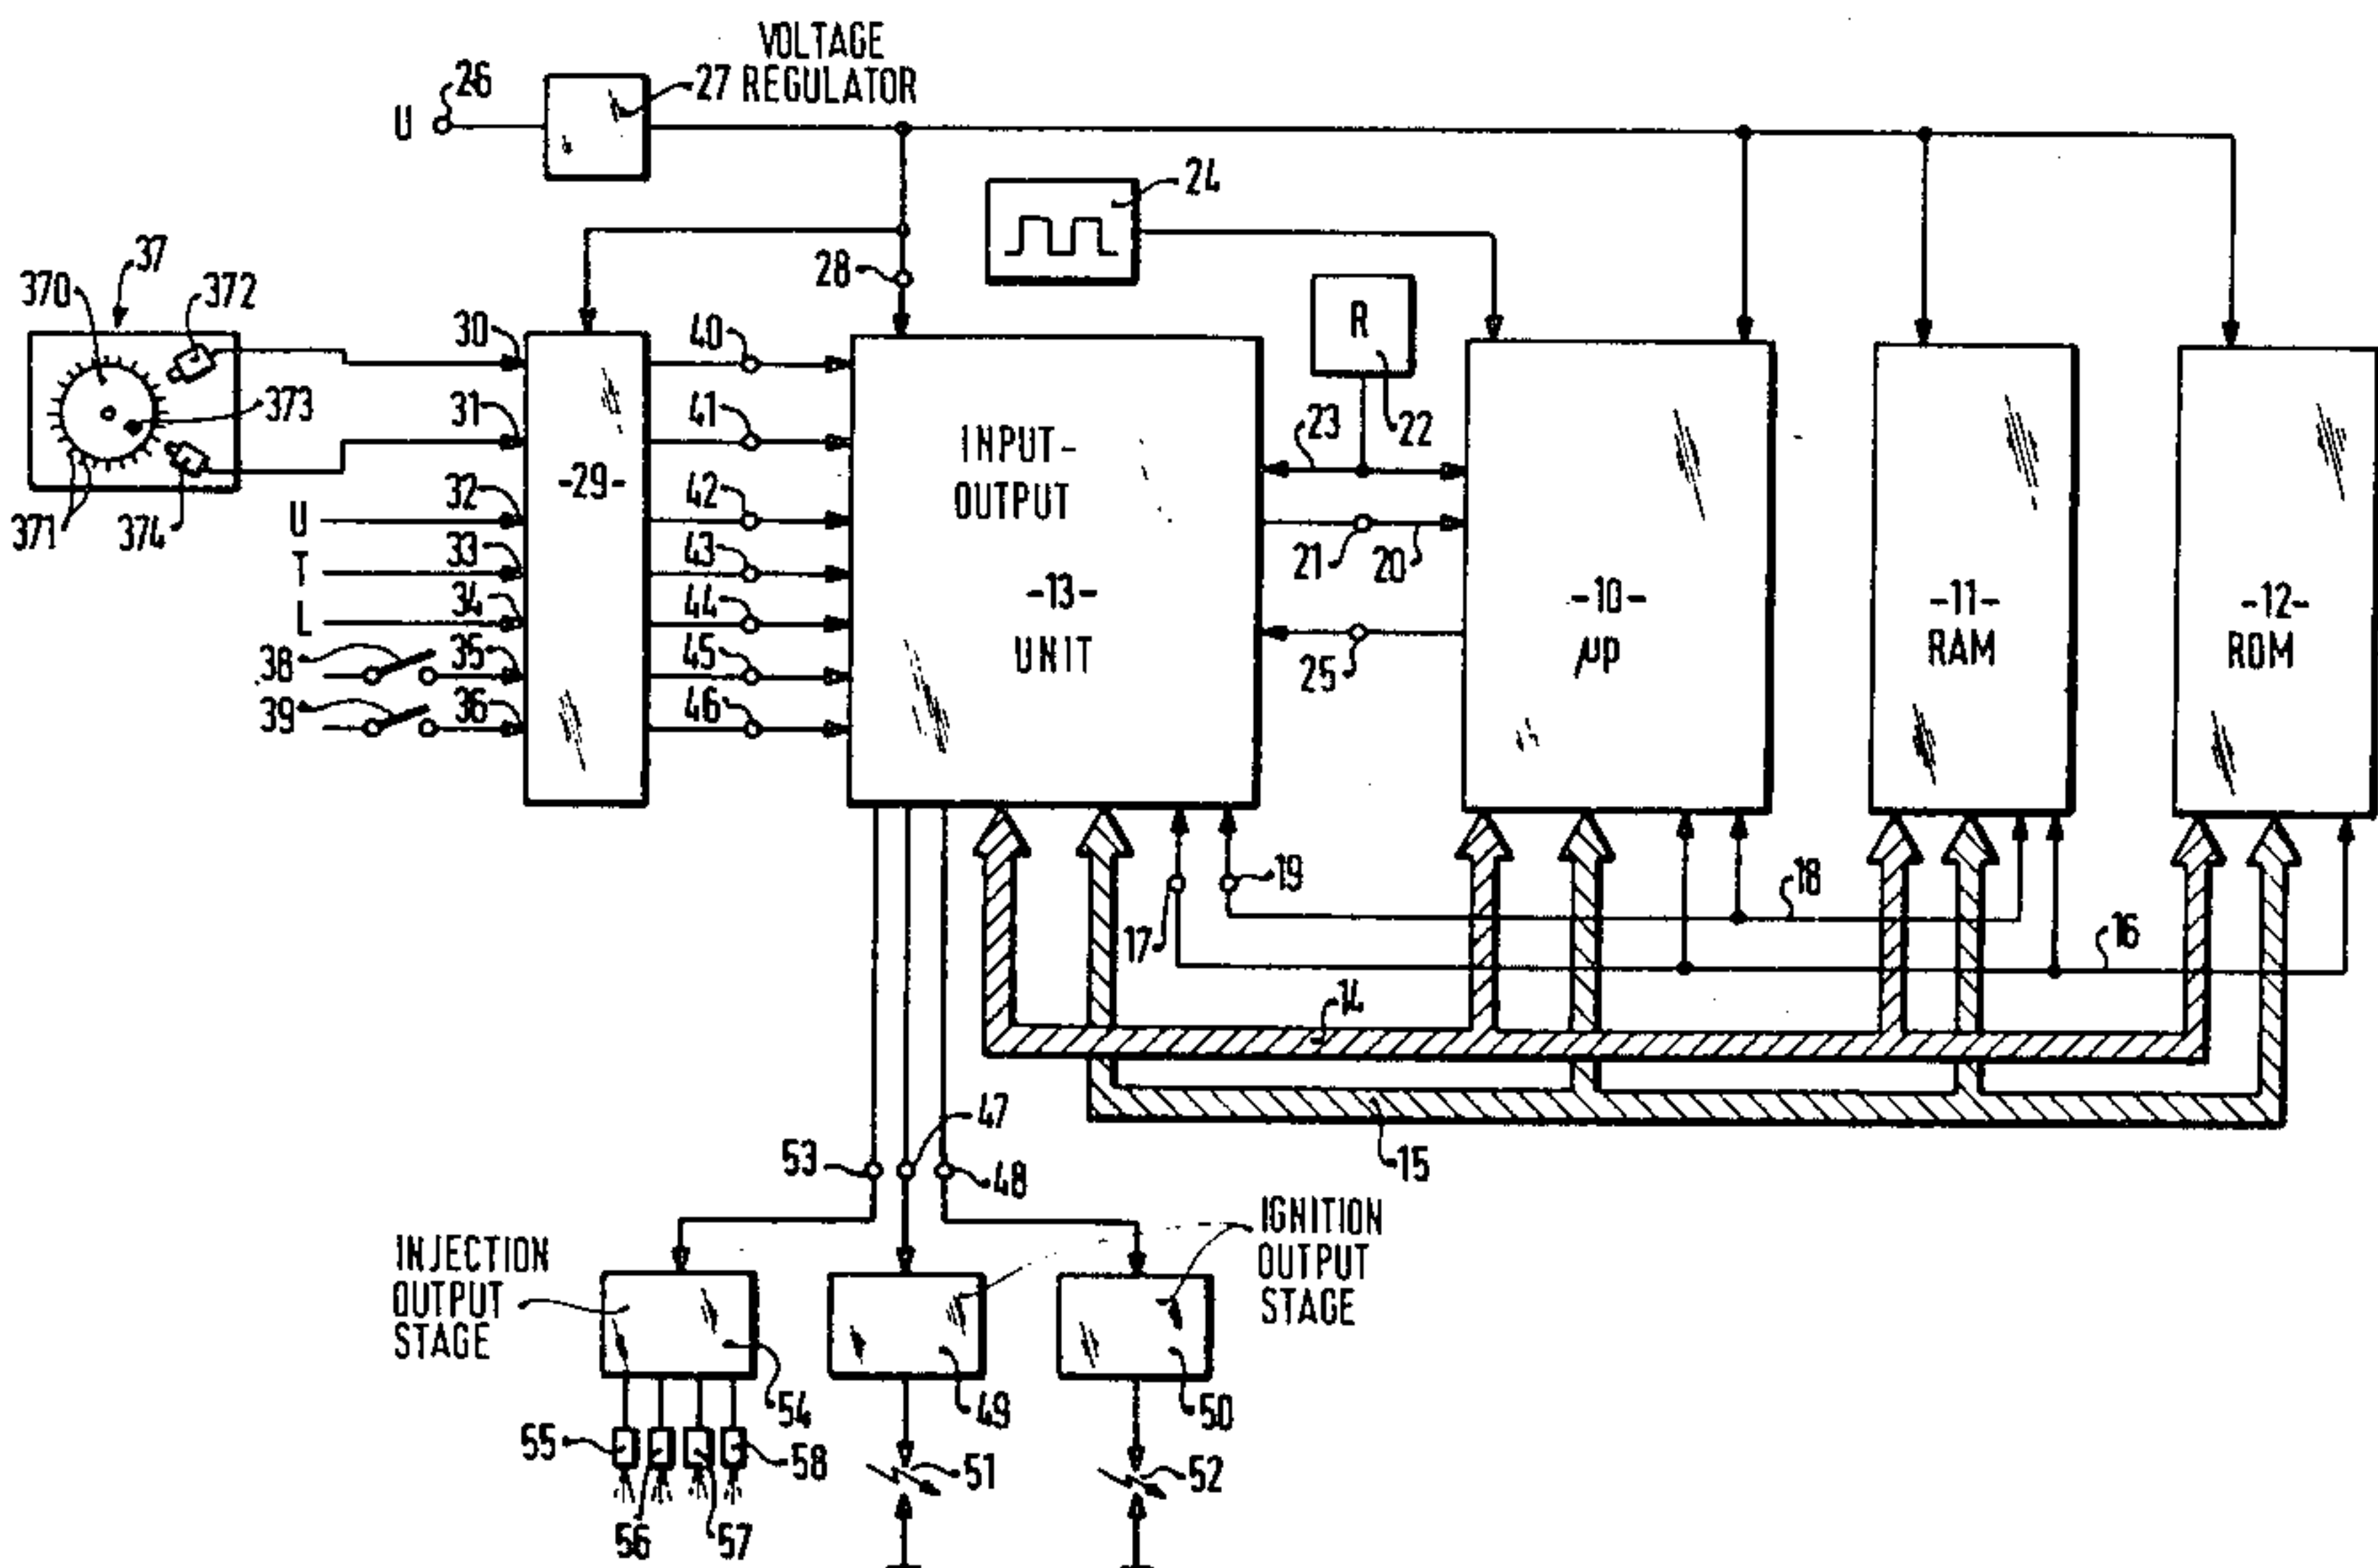 VOLTAGE
27 REGULATOR
26
U
24
37
370
372
28
R
30
40
373
31
41
23
22
INPUT-
OUTPUT
-29-
32
42
U
371
374
33
43
21
20
T
-13-
-10-
-11-
-12-
34
44
L
UNIT
µp
RAM
ROM
38
35
45
25
39
36
46
19
18
17
16
14
47
53
48
15
INJECTION
OUTPUT
STAGE
IGNITION
OUTPUT
STAGE
54
49
50
55
58
51
52
56
57